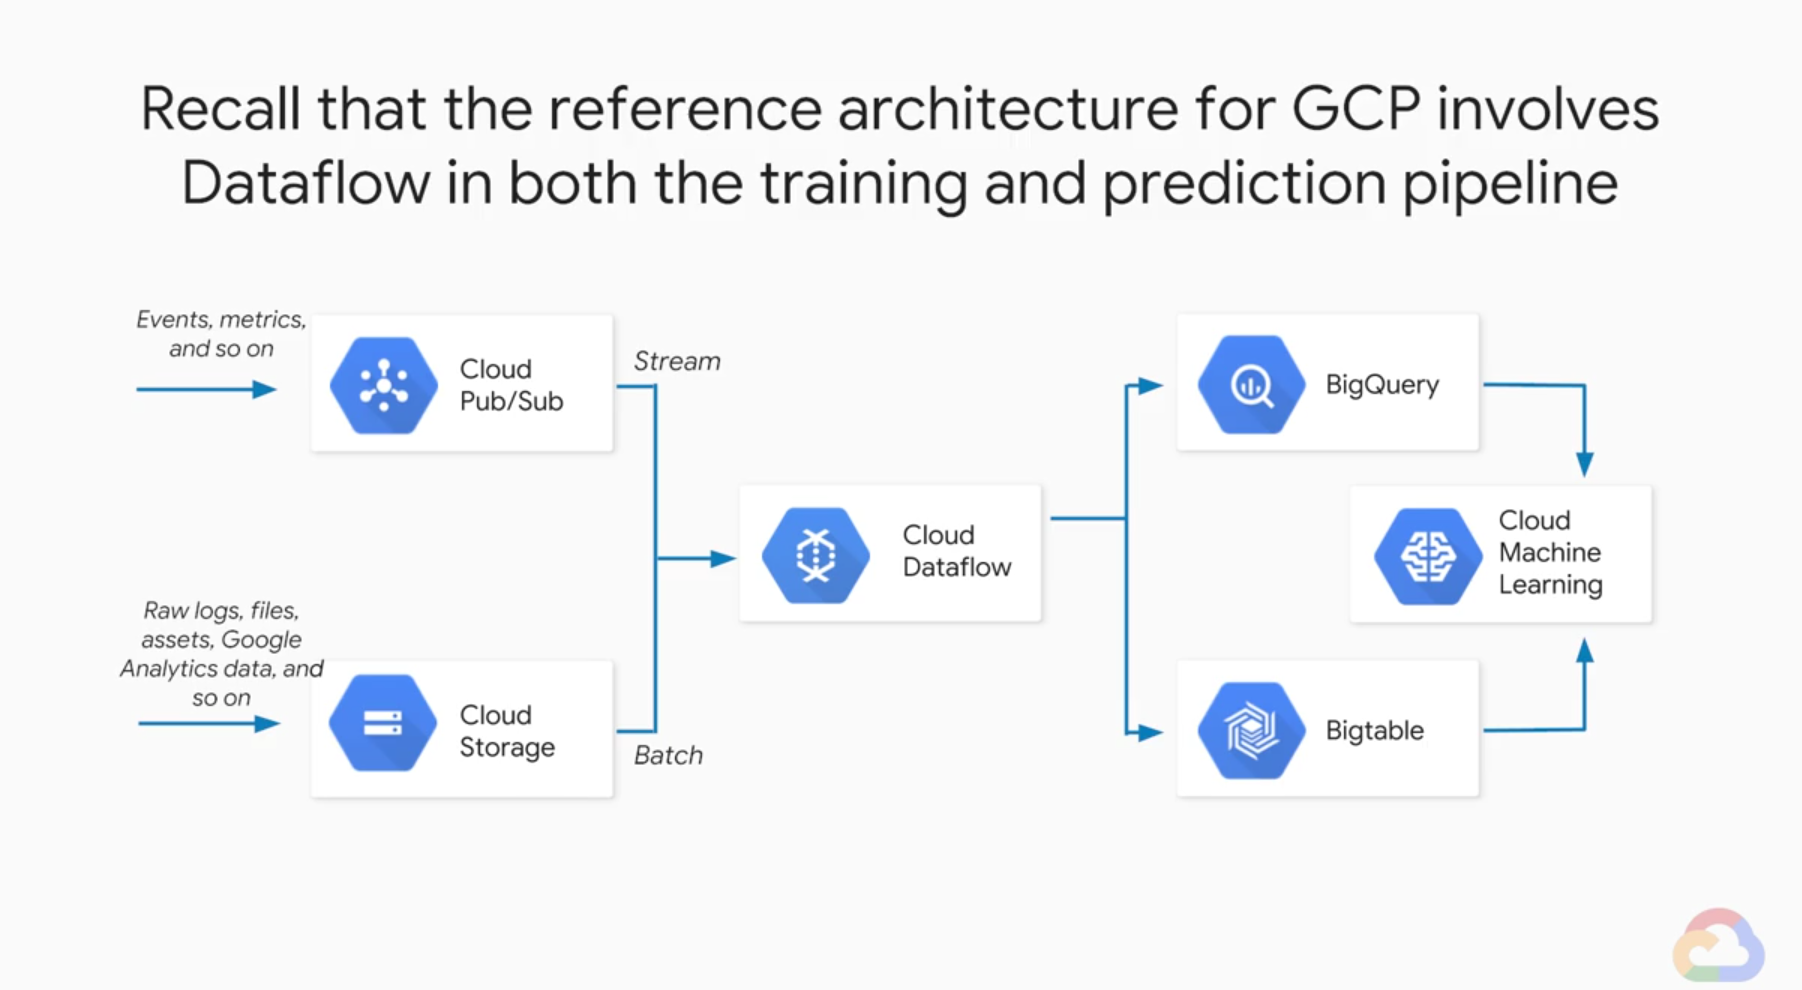 Recall that the reference architecture for GCP involves
Dataflow in both the training and prediction pipeline
Events, metrics,
and so on
Cloud
Pub/Sub
Stream
Raw logs, files,
assets, Google
Analytics data, and
so on
Cloud
Storage
Batch
Cloud
Dataflow
BigQuery
Cloud
Machine
Learning
Bigtable